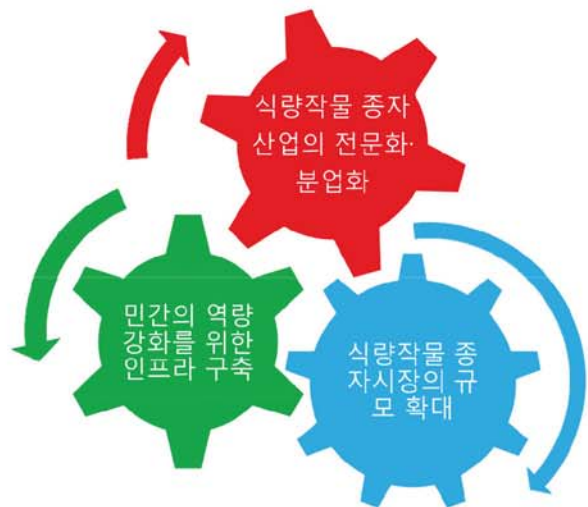 식량작물 종자
산업의 전문화·
분업화
민간의 역량
강화를 위한
인프라 구축
식량작물 종
자시장의 규
모 확대